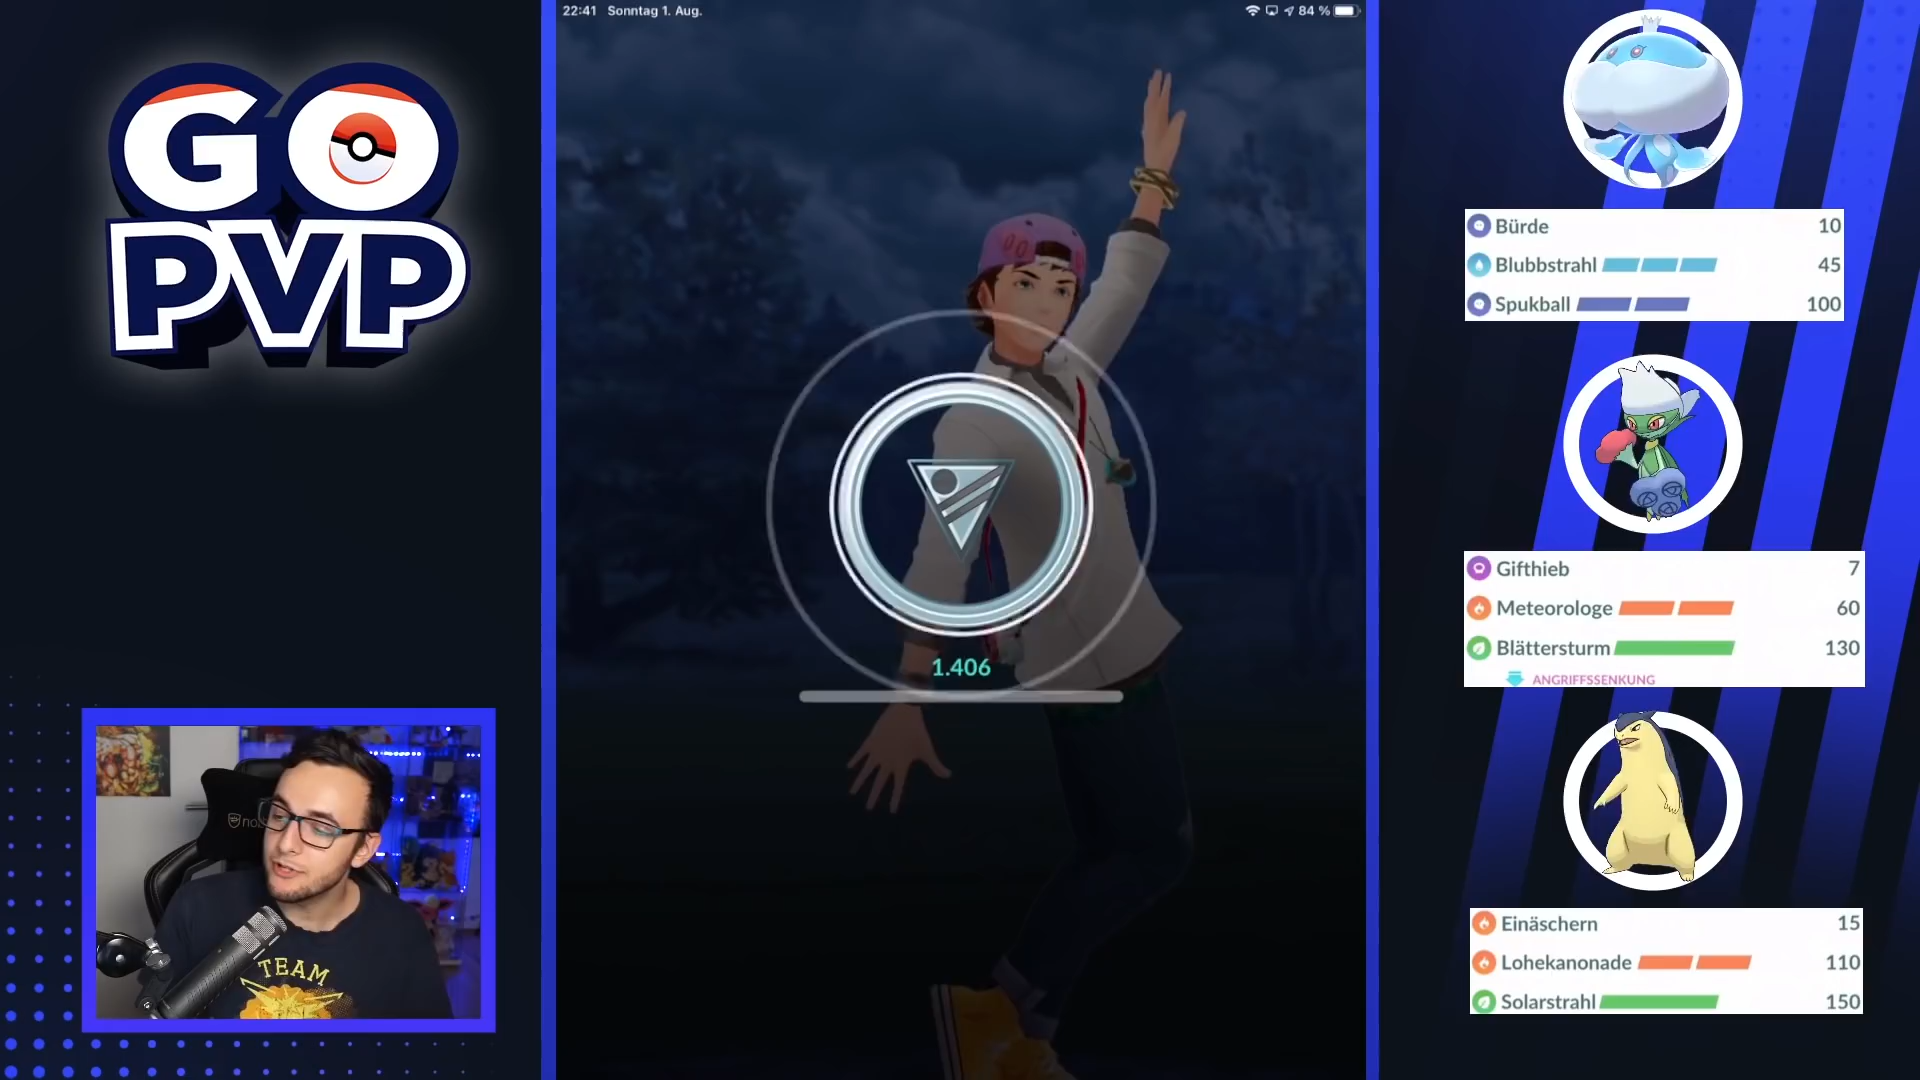 22:41 Sonntag 1. Aug.
84 %
GO
PVP
Bürde 10
Blubbstrahl 45
Spukball 100
Gifthieb 7
Meteorologe 60
Blättersturm 130
ANGRIFFSSENKUNG
1.406
TEAM
Einäschern 15
Lohekanonade 110
Solarstrahl 150